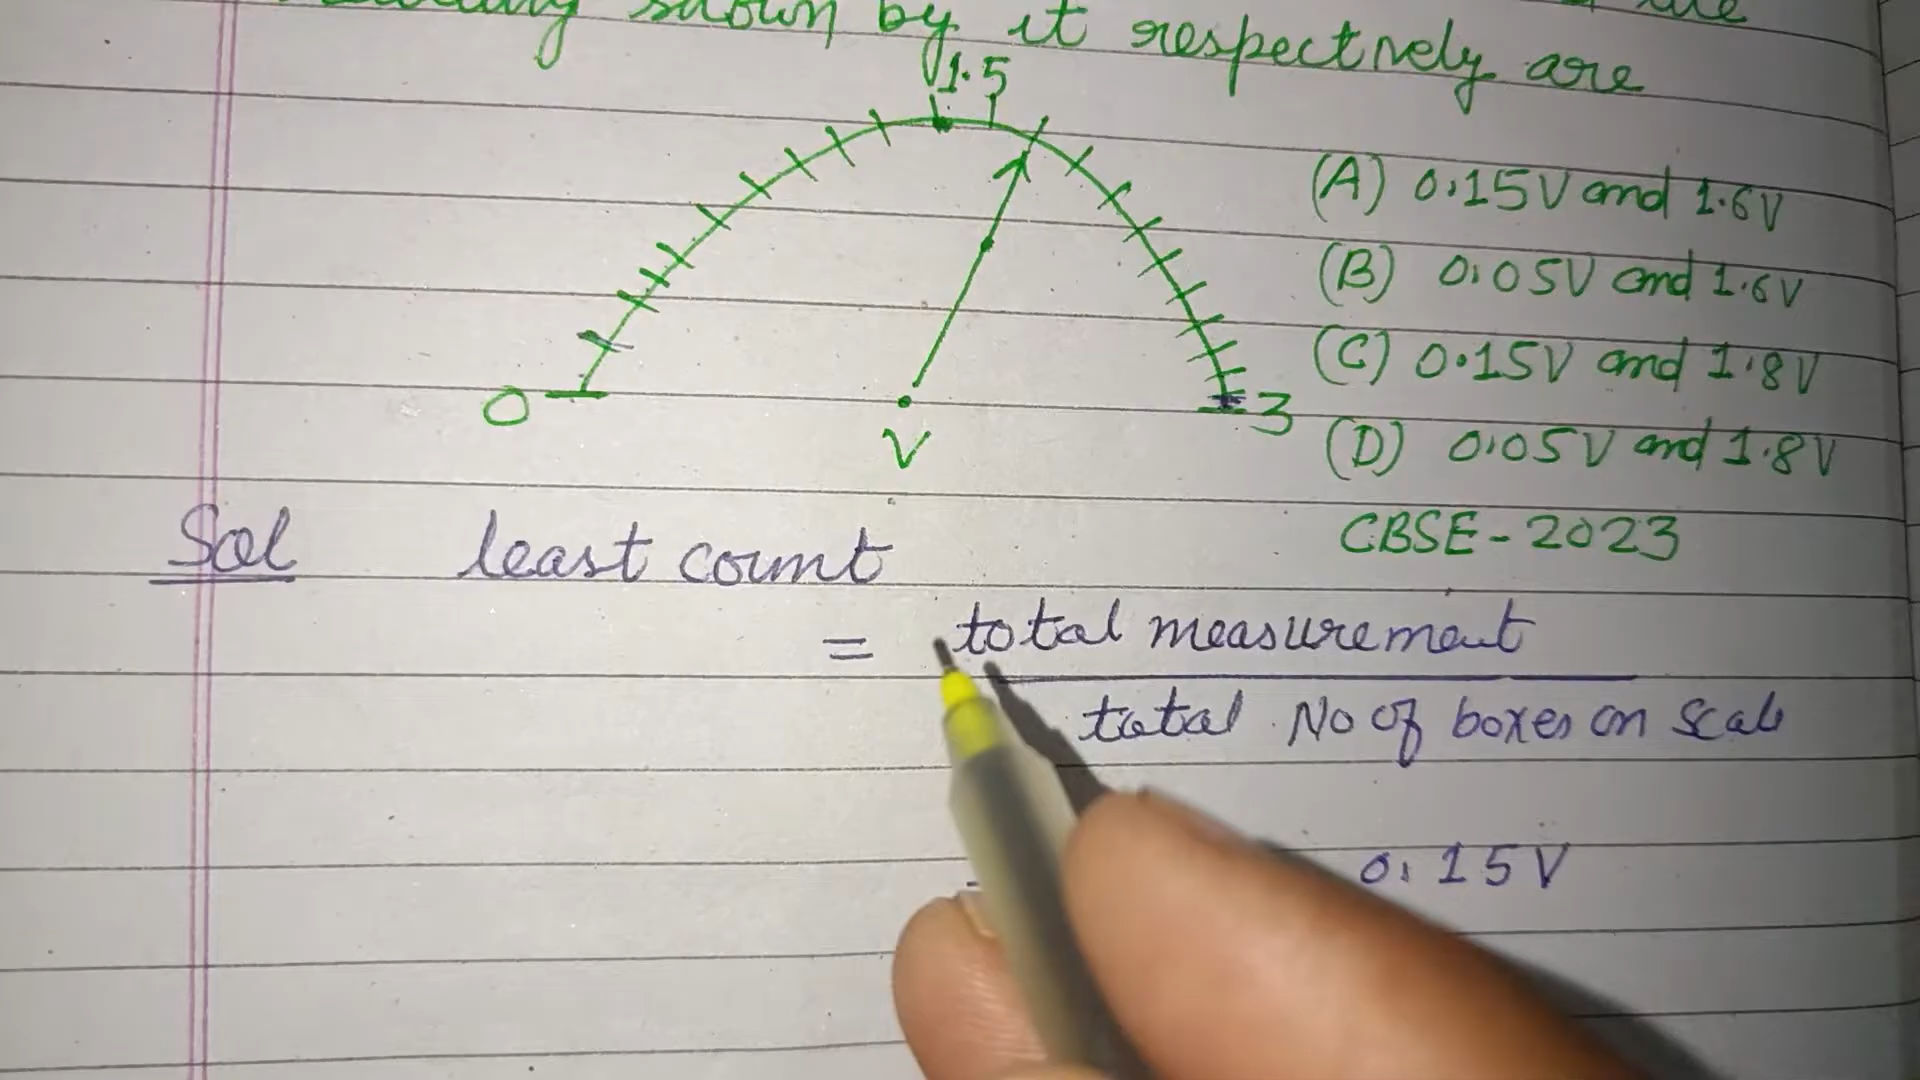 shown by it respectively are
1.5
0
3
V
(A) 0.15V and 1.6V
(B) 0.05V and 1.6V
(C) 0.15V and 1.8V
(D) 0.05V and 1.8V
CBSE-2023
Sol least count
= total measurement
total No of boxes on Scale
0.15V